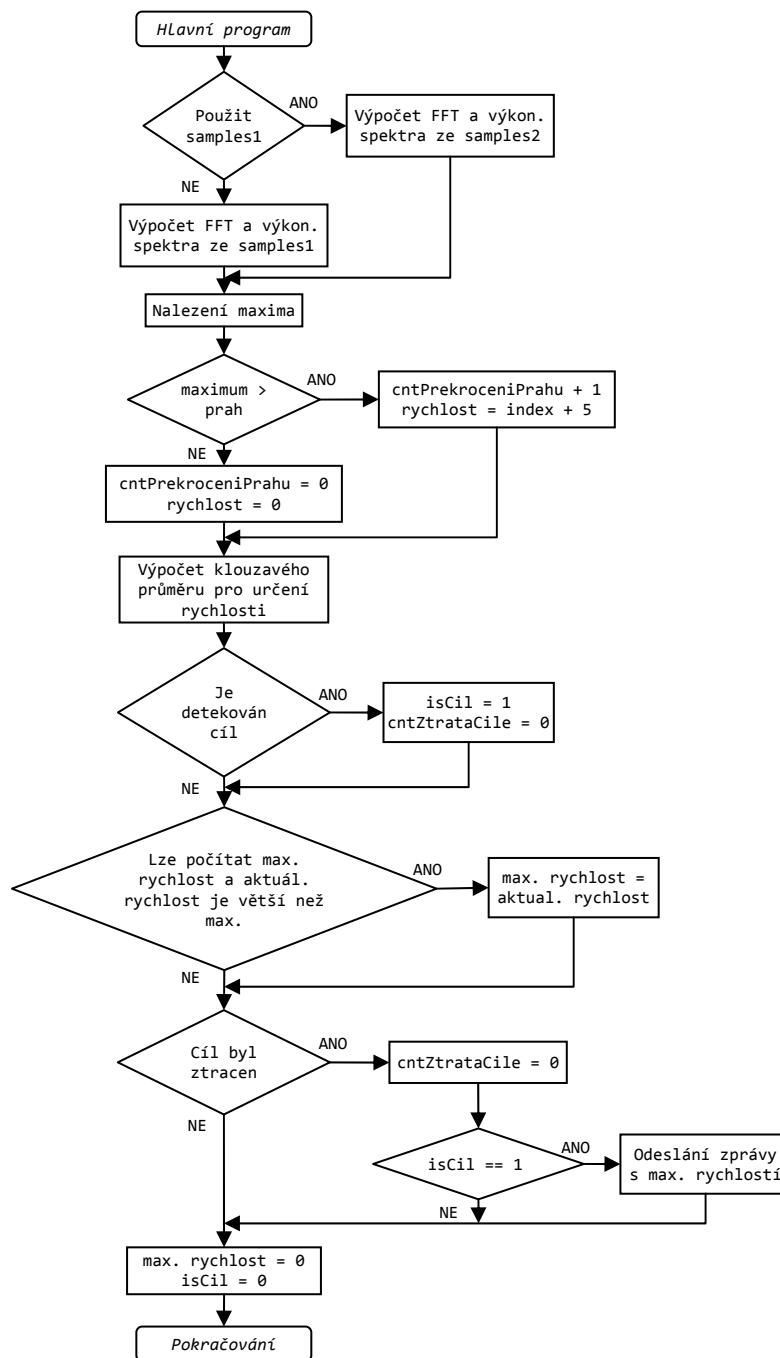 Hlavní program
Použit
samples1
ANO
Výpočet FFT a výkon.
spektra ze samples2
NE
Výpočet FFT a výkon.
spektra ze samples1
Nalezení maxima
maximum >
prah
ANO
cntPrekroceniPrahu + 1
rychlost = index + 5
NE
cntPrekroceniPrahu = 0
rychlost = 0
Výpočet klouzavého
průměru pro určení
rychlosti
Je
detekován
cíl
ANO
isCil = 1
cntZtrataCile = 0
NE
Lze počítat max.
rychlost a aktuál.
rychlost je větší než
max.
ANO
max. rychlost =
aktual. rychlost
NE
Cíl byl
ztracen
ANO
cntZtrataCile = 0
NE
isCil == 1
ANO
Odeslání zprávy
s max. rychlostí
NE
max. rychlost = 0
isCil = 0
Pokračování